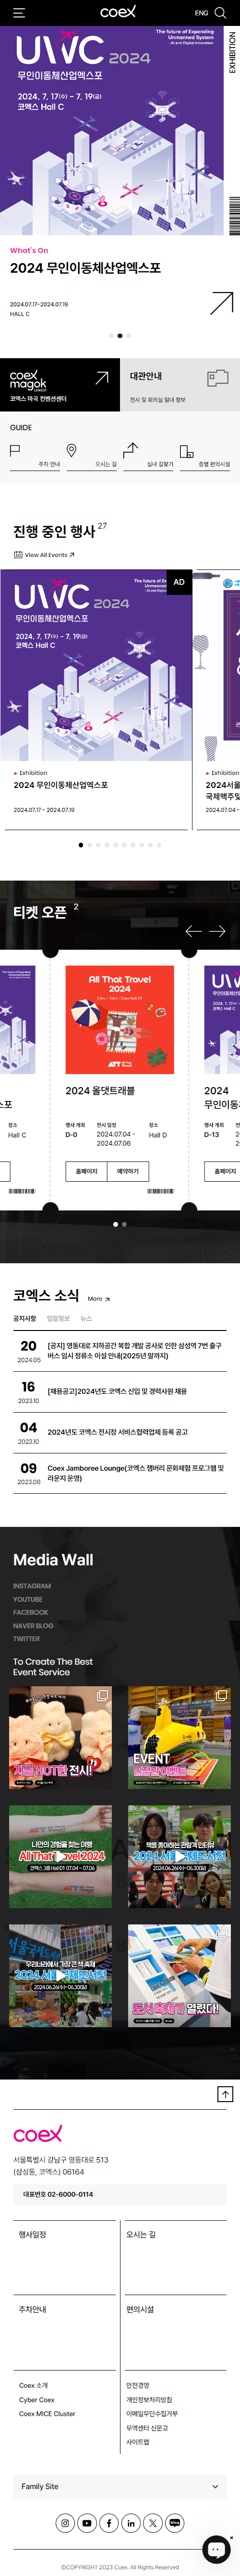 coex
ENG
UWC 2024
The future of Expanding
Unmanned System
- AI and Digital Innovation
무인이동체산업엑스포
2024. 7. 17(수) - 7. 19(금)
코엑스 Hall C
EXHIBITION
What's On
2024 무인이동체산업엑스포
2024.07.17~2024.07.19
HALL C
coex
magok
코엑스 마곡 컨벤션센터
대관안내
전시 및 회의실 임대 정보
GUIDE
주차 안내
오시는 길
실내 길찾기
층별 편의시설
진행 중인 행사 27
View All Events
AD
UWC 2024
무인이동체산업엑스포
2024. 7. 17(수) - 7. 19(금)
코엑스 Hall C
Exhibition
2024 무인이동체산업엑스포
2024.07.17 - 2024.07.19
Exhibition
2024서울
국제맥주및
2024.07.04 -
티켓 오픈 2
All That Travel
2024
ATT
2024 올댓트래블
행사 개최
D-0
전시 일정
2024.07.04 -
2024.07.06
장소
Hall D
홈페이지
예약하기
스포
장소
Hall C
2024
무인이동
행사 개최
D-13
홈페이지
코엑스 소식
More
공지사항
입찰정보
뉴스
20
2024.05
[공지] 영동대로 지하공간 복합 개발 공사로 인한 삼성역 7번 출구
버스 임시 정류소 이설 안내(2025년 말까지)
16
2023.10
[채용공고]2024년도 코엑스 신입 및 경력사원 채용
04
2023.10
2024년도 코엑스 전시장 서비스협력업체 등록 공고
09
2023.08
Coex Jamboree Lounge(코엑스 잼버리 문화체험 프로그램 및
라운지 운영)
Media Wall
INSTAGRAM
YOUTUBE
FACEBOOK
NAVER BLOG
TWITTER
To Create The Best
Event Service
지금 HOT한 전시!
EVENT
나만의 경험을 찾는 여행
All That Travel 2024
코엑스 3층 Hall D 07.04 ~ 07.06
책을 좋아하는 관람객 인터뷰
2024 서울국제도서전
2024.06.26(수)~06.30(일)
우리나라에서 가장 큰 책 축제
2024 서울국제도서전
2024.06.26(수)~06.30(일)
도서 축제가 열렸다!
coex
서울특별시 강남구 영동대로 513
(삼성동, 코엑스) 06164
대표번호 02-6000-0114
행사일정
오시는 길
주차안내
편의시설
Coex 소개
Cyber Coex
Coex MICE Cluster
안전경영
개인정보처리방침
이메일무단수집거부
무역센터 신문고
사이트맵
Family Site
blog
©COPYRIGHT 2023 Coex. All Rights Reserved